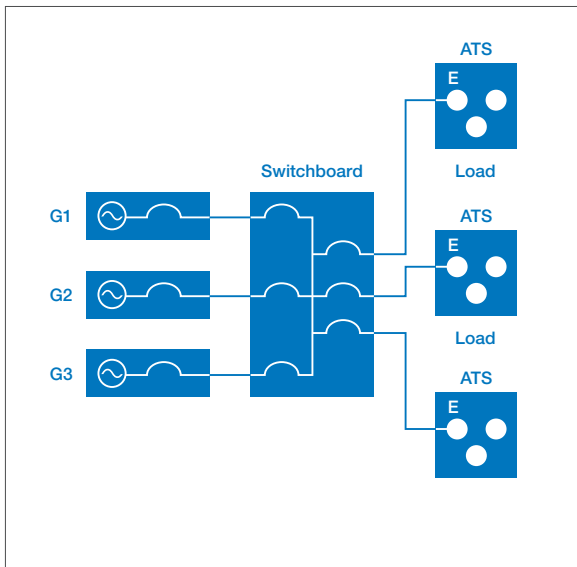 ATS
E
Load
Switchboard
G1
G2
G3
ATS
E
Load
ATS
E